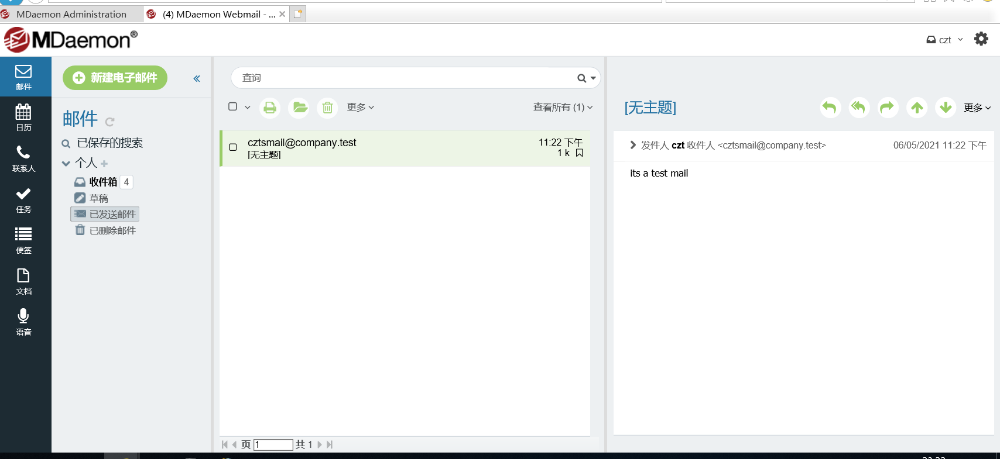 MDaemon Administration
(4) MDaemon Webmail - ...
MDaemon®
czt
邮件
日历
联系人
任务
便签
文档
语音
新建电子邮件
邮件
已保存的搜索
个人
收件箱 4
草稿
已发送邮件
已删除邮件
查询
更多
查看所有 (1)
cztsmail@company.test
11:22 下午
[无主题]
1 k
页 1 共 1
[无主题]
更多
发件人 czt 收件人 <cztsmail@company.test>
06/05/2021 11:22 下午
its a test mail